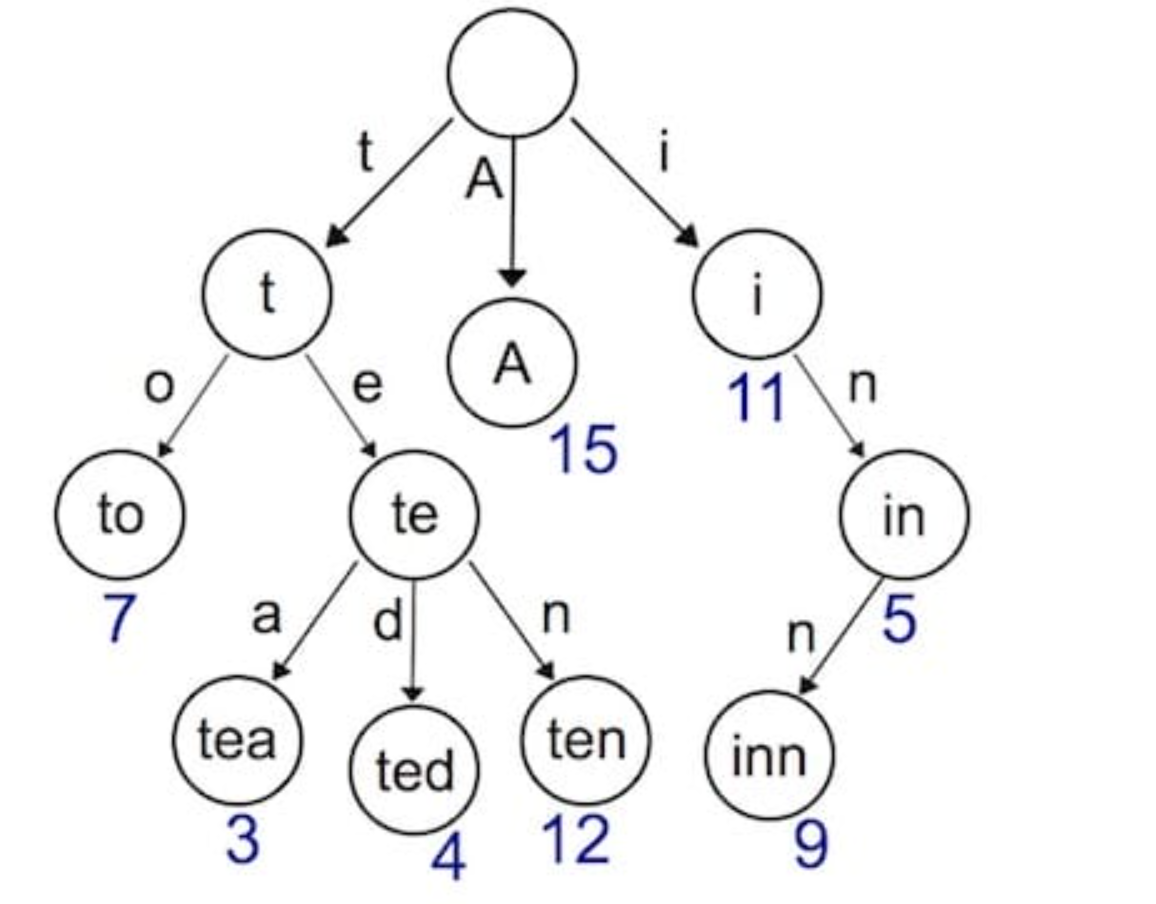 t A i
t A i
15 11
o e n
to te in
7 5
a d n n
tea ted ten inn
3 4 12 9